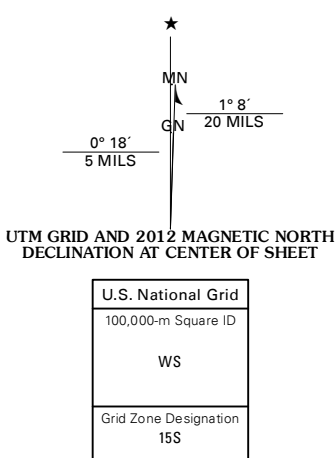 ★
MN
1° 8´
20 MILS
GN
0° 18´
5 MILS
UTM GRID AND 2012 MAGNETIC NORTH
DECLINATION AT CENTER OF SHEET
U.S. National Grid
100,000-m Square ID
WS
Grid Zone Designation
15S